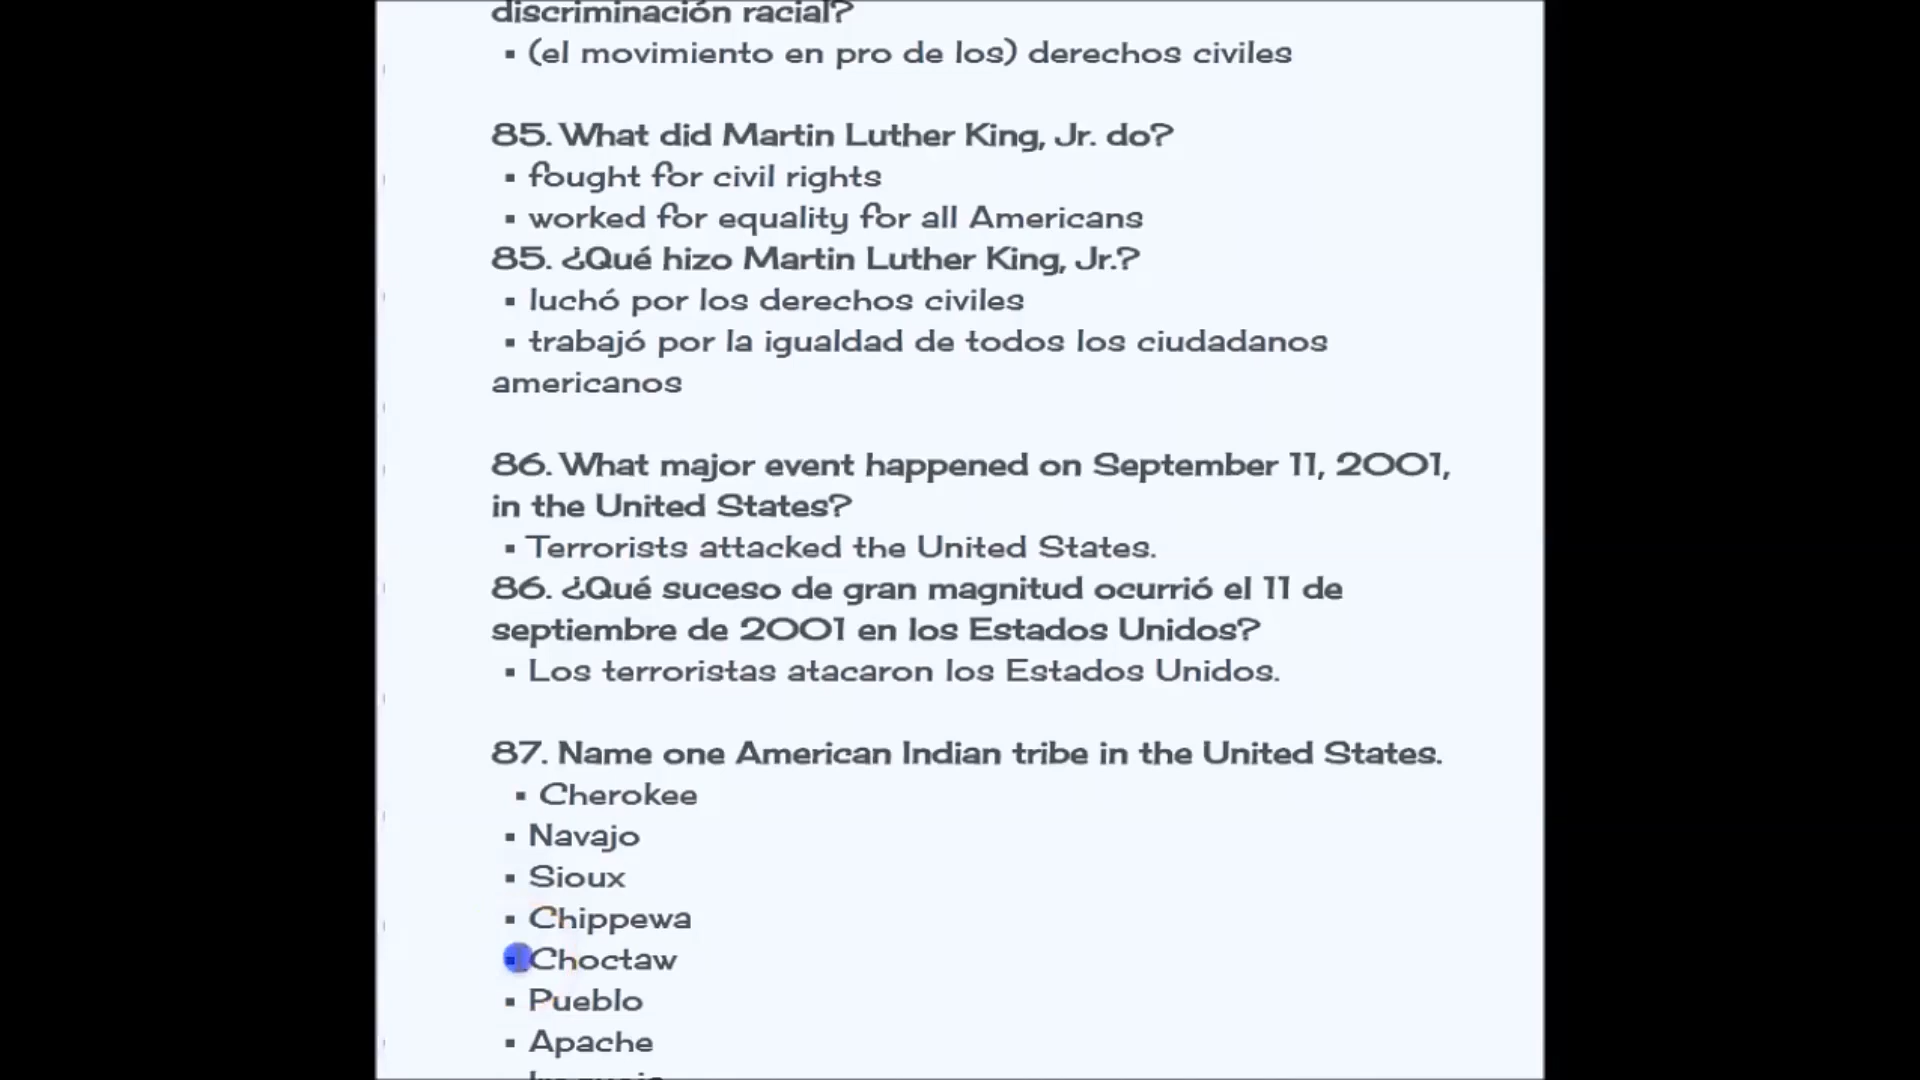 discriminación racial?
▪ (el movimiento en pro de los) derechos civiles
85. What did Martin Luther King, Jr. do?
▪ fought for civil rights
▪ worked for equality for all Americans
85. ¿Qué hizo Martin Luther King, Jr.?
▪ luchó por los derechos civiles
▪ trabajó por la igualdad de todos los ciudadanos
americanos
86. What major event happened on September 11, 2001,
in the United States?
▪ Terrorists attacked the United States.
86. ¿Qué suceso de gran magnitud ocurrió el 11 de
septiembre de 2001 en los Estados Unidos?
▪ Los terroristas atacaron los Estados Unidos.
87. Name one American Indian tribe in the United States.
▪ Cherokee
▪ Navajo
▪ Sioux
▪ Chippewa
▪ Choctaw
▪ Pueblo
▪ Apache